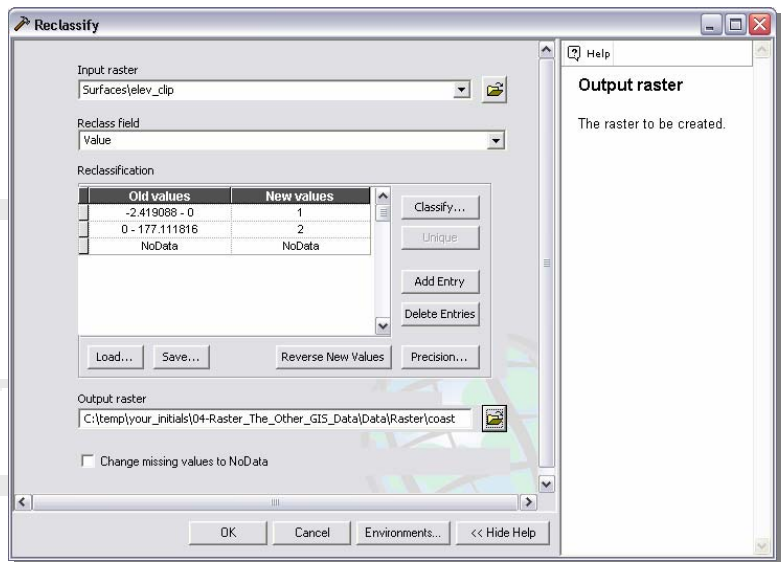 Reclassify
Input raster
Surfaces\elev_clip
Reclass field
Value
Reclassification
Old values New values
-2.419088 - 0 1
0 - 177.111816 2
NoData NoData
Classify...
Unique
Add Entry
Delete Entries
Load... Save... Reverse New Values Precision...
Output raster
C:\temp\your_initials\04-Raster_The_Other_GIS_Data\Data\Raster\coast
Change missing values to NoData
OK Cancel Environments... << Hide Help
Help
Output raster
The raster to be created.